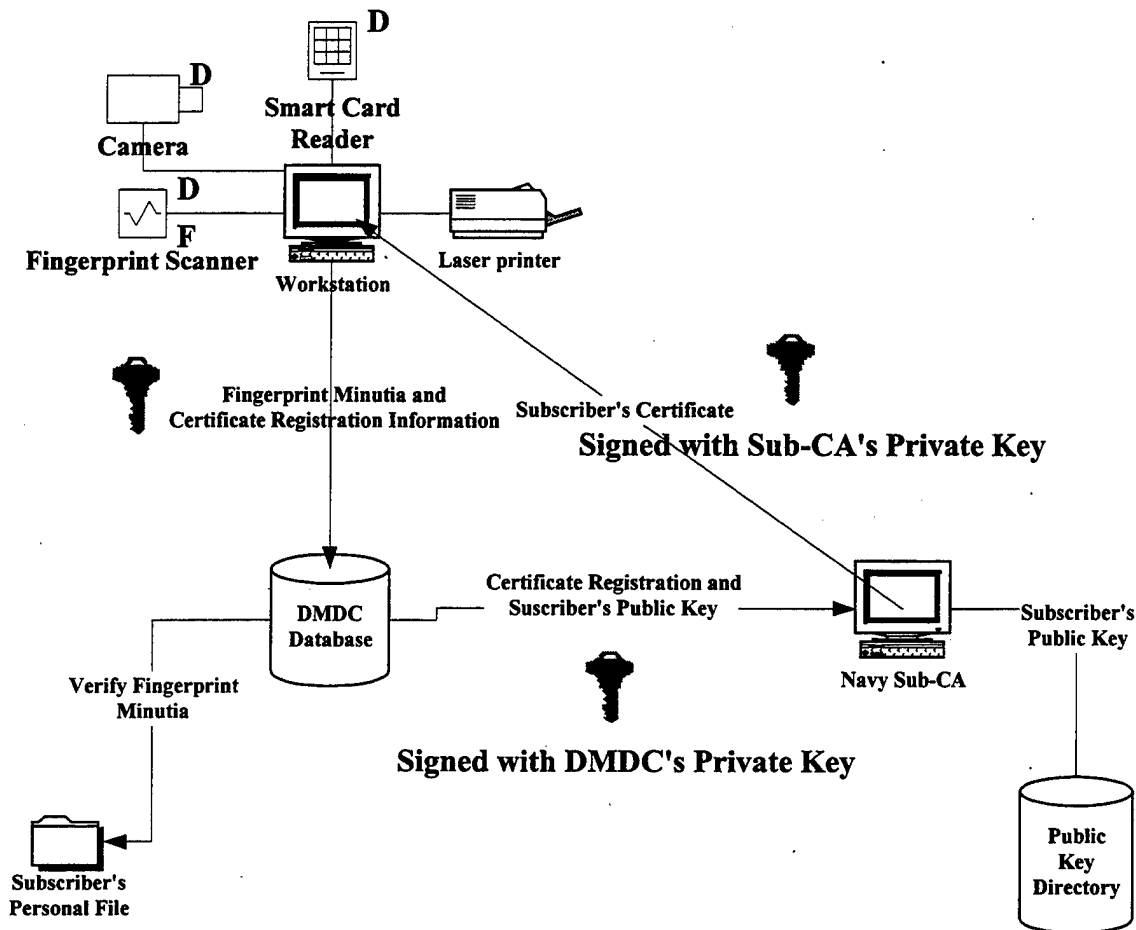 D
D
Smart Card
Reader
Camera
D
F
Fingerprint Scanner
Workstation
Laser printer
Fingerprint Minutia and
Certificate Registration Information
Subscriber's Certificate
Signed with Sub-CA's Private Key
DMDC
Database
Certificate Registration and
Suscriber's Public Key
Navy Sub-CA
Subscriber's
Public Key
Verify Fingerprint
Minutia
Signed with DMDC's Private Key
Subscriber's
Personal File
Public
Key
Directory